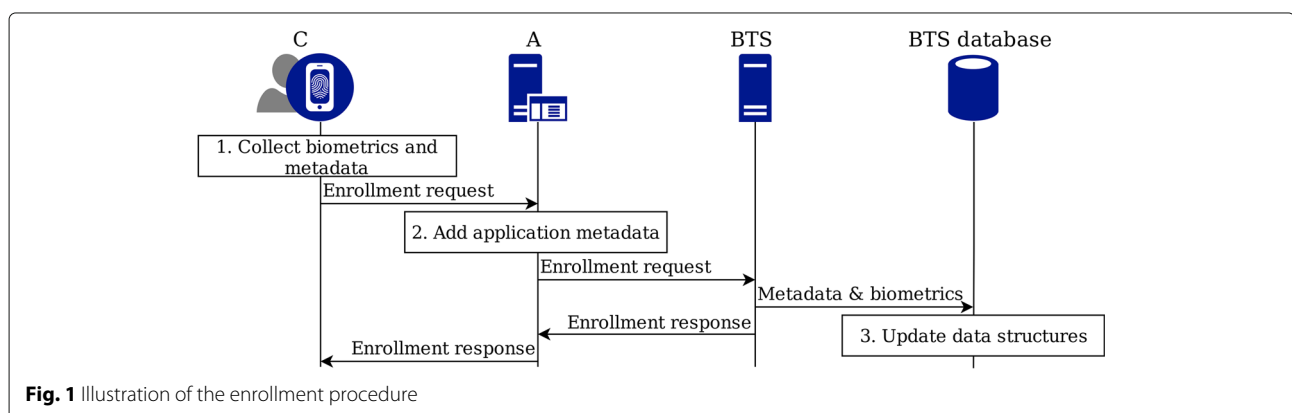 C
A
BTS
BTS database
1. Collect biometrics and
metadata
Enrollment request
2. Add application metadata
Enrollment request
Metadata & biometrics
Enrollment response
3. Update data structures
Enrollment response
Fig. 1 Illustration of the enrollment procedure